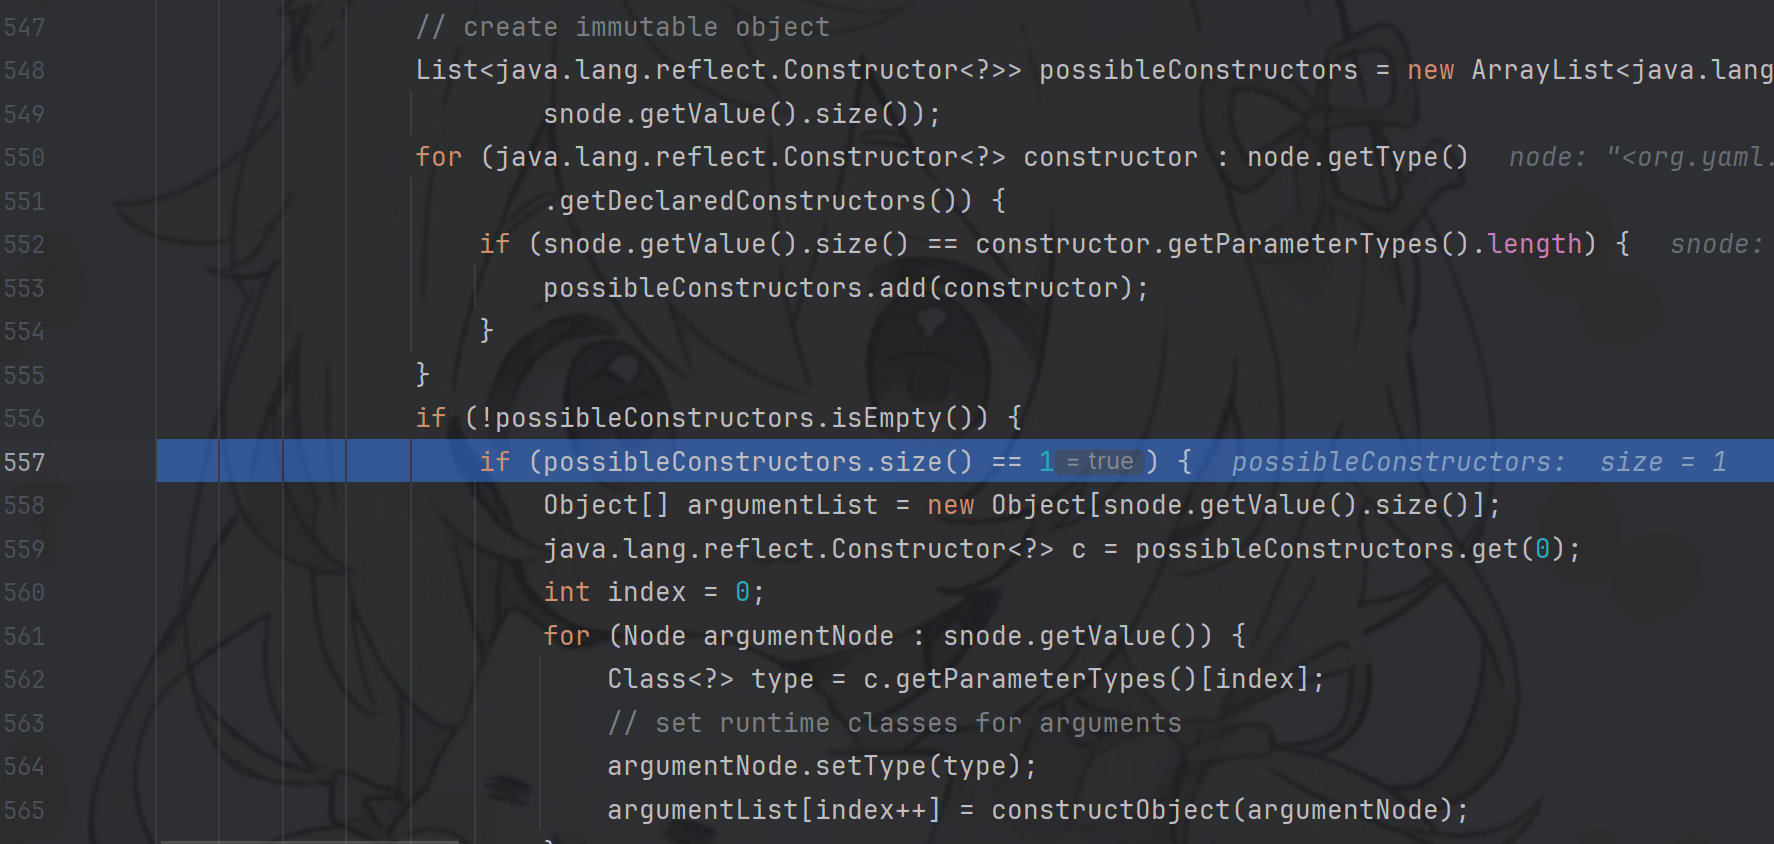 547 // create immutable object
548 List<java.lang.reflect.Constructor<?>> possibleConstructors = new ArrayList<java.lang
549 snode.getValue().size());
550 for (java.lang.reflect.Constructor<?> constructor : node.getType() node: "<org.yaml.
551 .getDeclaredConstructors()) {
552 if (snode.getValue().size() == constructor.getParameterTypes().length) { snode:
553 possibleConstructors.add(constructor);
554 }
555 }
556 if (!possibleConstructors.isEmpty()) {
557 if (possibleConstructors.size() == 1 = true ) { possibleConstructors: size = 1
558 Object[] argumentList = new Object[snode.getValue().size()];
559 java.lang.reflect.Constructor<?> c = possibleConstructors.get(0);
560 int index = 0;
561 for (Node argumentNode : snode.getValue()) {
562 Class<?> type = c.getParameterTypes()[index];
563 // set runtime classes for arguments
564 argumentNode.setType(type);
565 argumentList[index++] = constructObject(argumentNode);